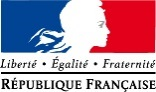 Liberté • Égalité • Fraternité
RÉPUBLIQUE FRANÇAISE